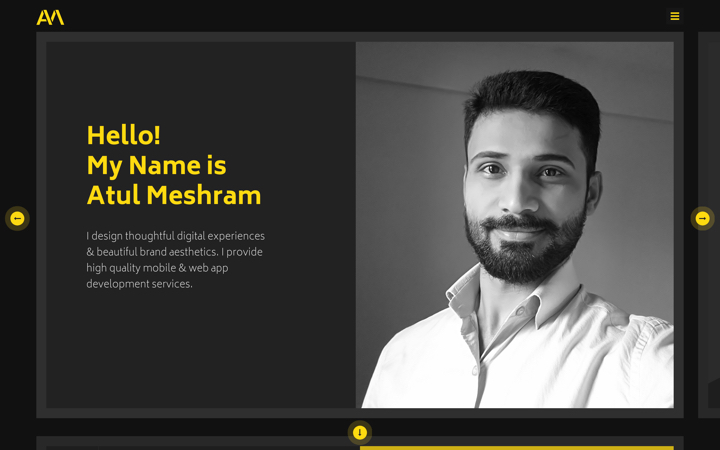 AM
Hello!
My Name is
Atul Meshram
I design thoughtful digital experiences
& beautiful brand aesthetics. I provide
high quality mobile & web app
development services.